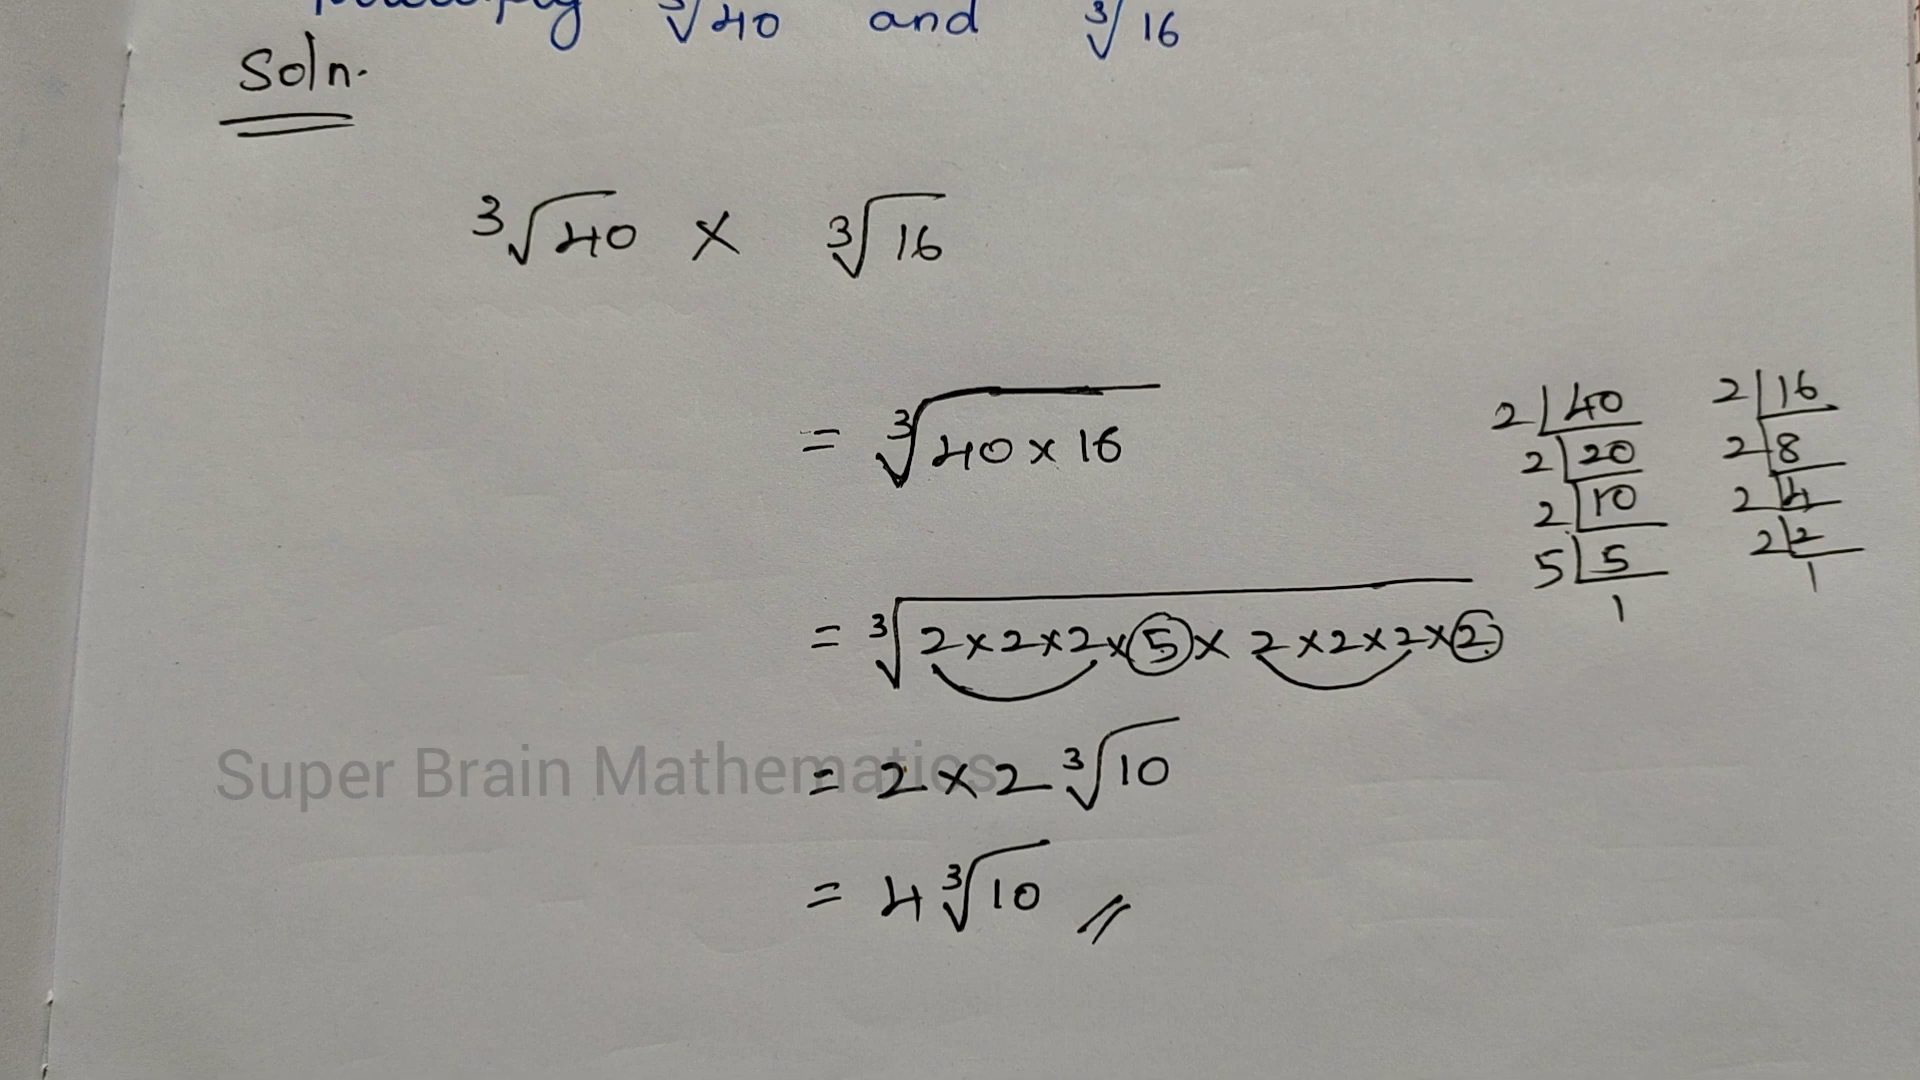 ∛40 and ∛16
Soln.
∛40 × ∛16
= ∛(40 × 16)
2 | 40
2 | 20
2 | 10
5 | 5
1
2 | 16
2 | 8
2 | 4
2 | 2
1
= ∛(2 × 2 × 2 × 5 × 2 × 2 × 2 × 2)
= 2 × 2 ∛10
= 4 ∛10 //
Super Brain Mathematics